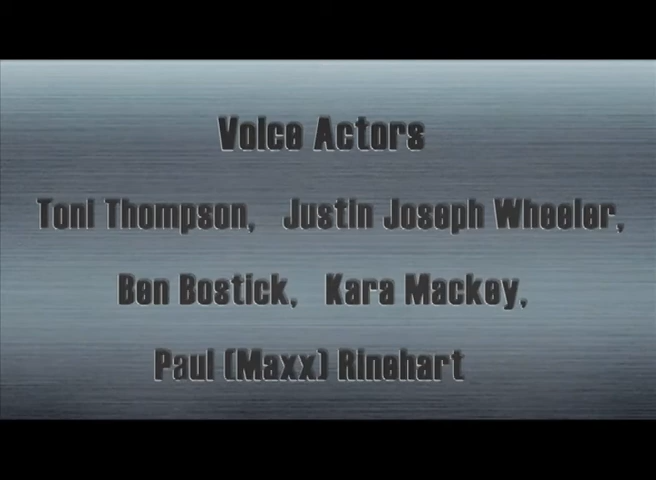 Voice Actors
Toni Thompson, Justin Joseph Wheeler,
Ben Bostick, Kara Mackey,
Paul (Maxx) Rinehart